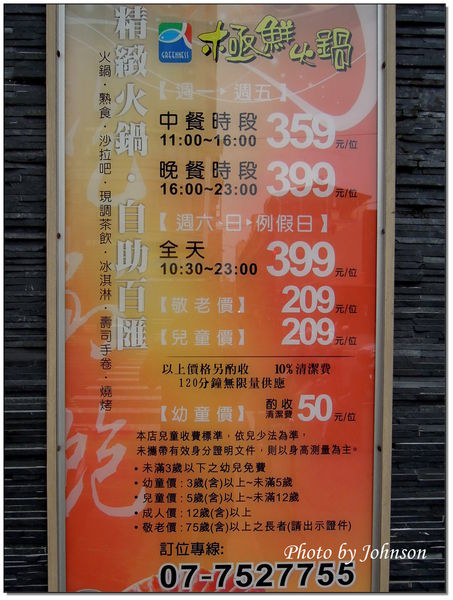 精緻火鍋・自助百匯
火鍋・熟食・沙拉吧・現調茶飲・冰淇淋・壽司手卷・燒烤
GREENNESS
極鮮火鍋
【週一▸週五】
中餐時段 359元/位
11:00~16:00
晚餐時段 399元/位
16:00~23:00
【週六▸日▸例假日】
全天 399元/位
10:30~23:00
【敬老價】 209元/位
【兒童價】 209元/位
以上價格另酌收 10%清潔費
120分鐘無限量供應
【幼童價】 酌收清潔費 50元/位
本店兒童收費標準，依兒少法為準，
未攜帶有效身分證明文件，則以身高測量為主。
•未滿3歲以下之幼兒免費
•幼童價：3歲(含)以上~未滿5歲
•兒童價：5歲(含)以上~未滿12歲
•成人價：12歲(含)以上
•敬老價：75歲(含)以上之長者(請出示證件)
訂位專線:
07-7527755
Photo by Johnson